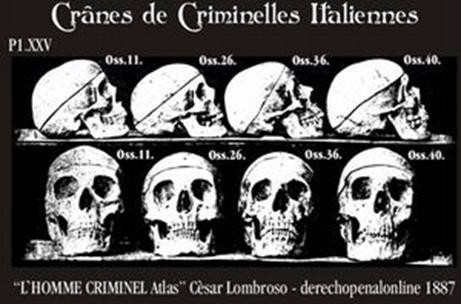 Crânes de Criminelles Italiennes
P1.XXV
Oss.11. Oss.26. Oss.36. Oss.40.
Oss.11. Oss.26. Oss.36. Oss.40.
“L`HOMME CRIMINEL Atlas” Cèsar Lombroso - derechopenalonline 1887